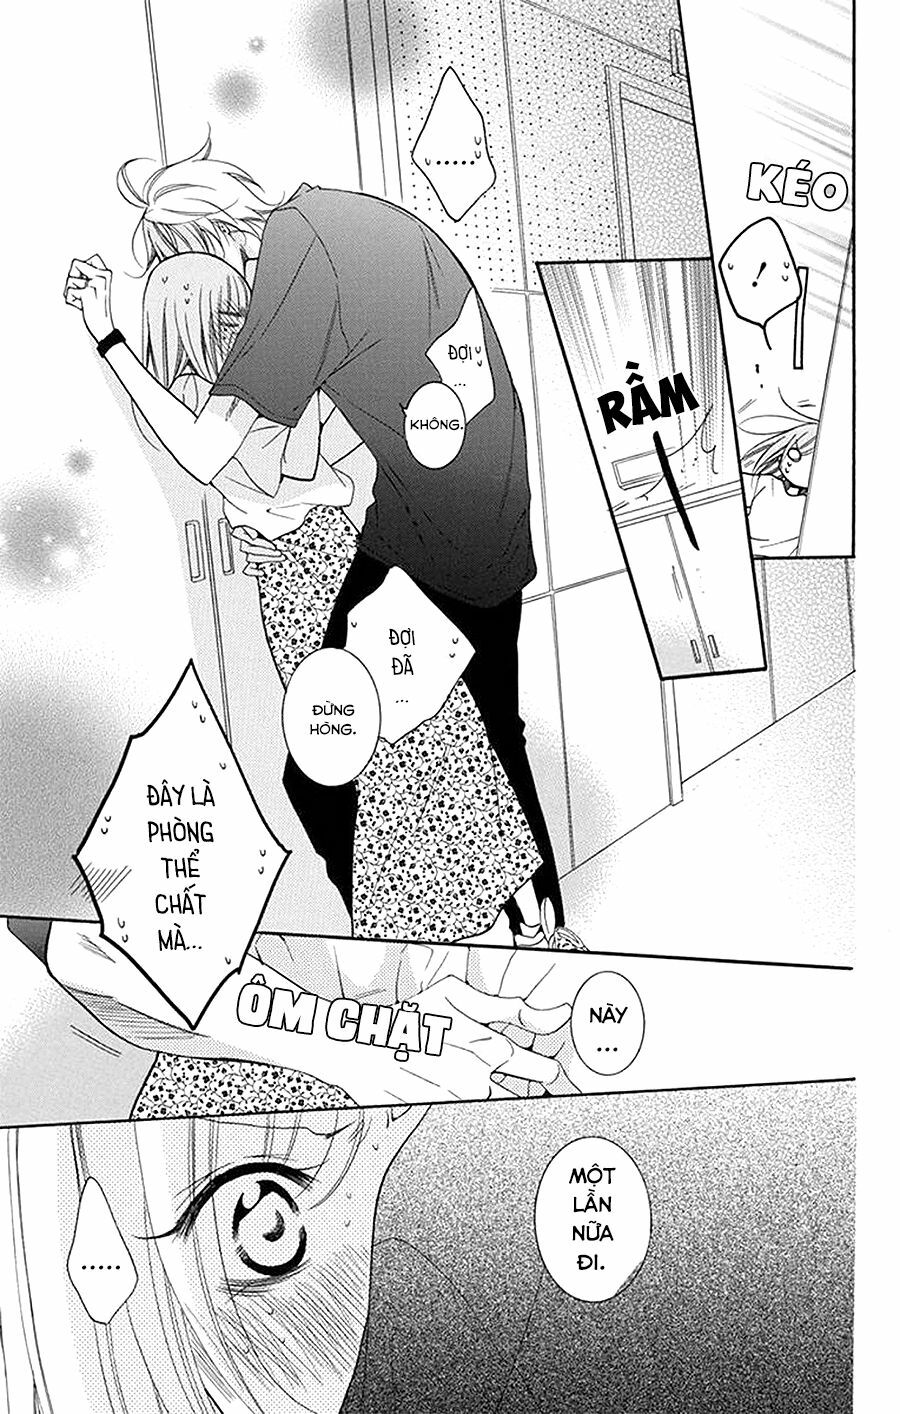 KÉO
!
RẦM
......
ĐỢI
...
KHÔNG.
ĐỢI
ĐÃ
...
ĐỪNG
HÒNG.
ĐÂY LÀ
PHÒNG
THỂ
CHẤT
MÀ...
ÔM CHẶT
NÀY
...
MỘT
LẦN
NỮA
ĐI.
.....